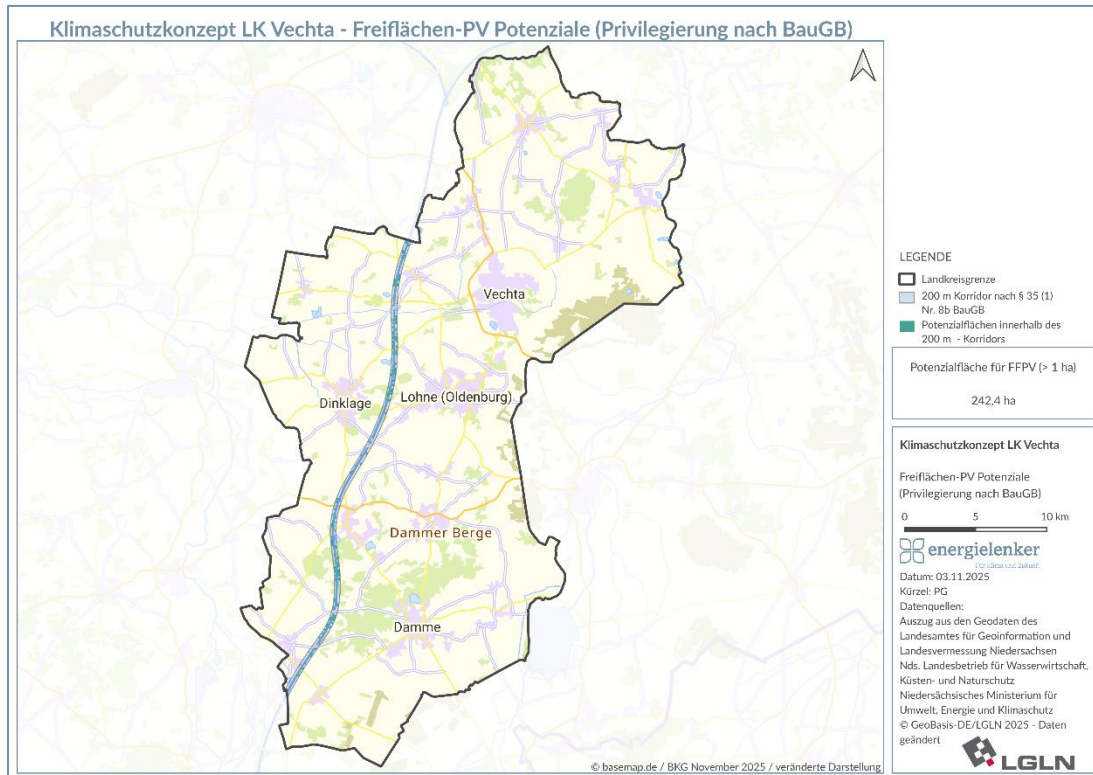 Klimaschutzkonzept LK Vechta - Freiflächen-PV Potenziale (Privilegierung nach BauGB)
Vechta
Dinklage
Lohne (Oldenburg)
Dammer Berge
Damme
© basemap.de / BKG November 2025 / veränderte Darstellung
LEGENDE
Landkreisgrenze
200 m Korridor nach § 35 (1)
Nr. 8b BauGB
Potenzialflächen innerhalb des
200 m - Korridors
Potenzialfläche für FFPV (> 1 ha)
242,4 ha
Klimaschutzkonzept LK Vechta
Freiflächen-PV Potenziale
(Privilegierung nach BauGB)
0 5 10 km
energielenker
Für Klima und Zukunft
Datum: 03.11.2025
Kürzel: PG
Datenquellen:
Auszug aus den Geodaten des
Landesamtes für Geoinformation und
Landesvermessung Niedersachsen
Nds. Landesbetrieb für Wasserwirtschaft,
Küsten- und Naturschutz
Niedersächsisches Ministerium für
Umwelt, Energie und Klimaschutz
© GeoBasis-DE/LGLN 2025 - Daten
geändert
LGLN